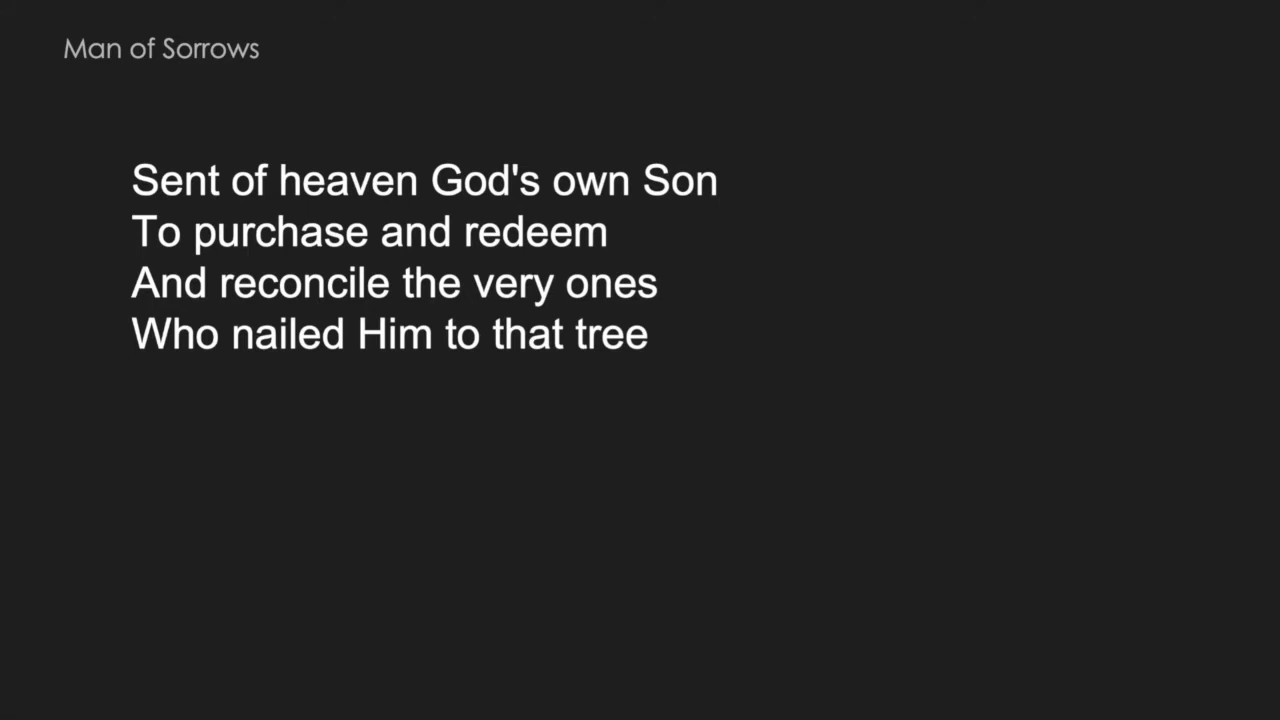 Man of Sorrows
Sent of heaven God's own Son
To purchase and redeem
And reconcile the very ones
Who nailed Him to that tree